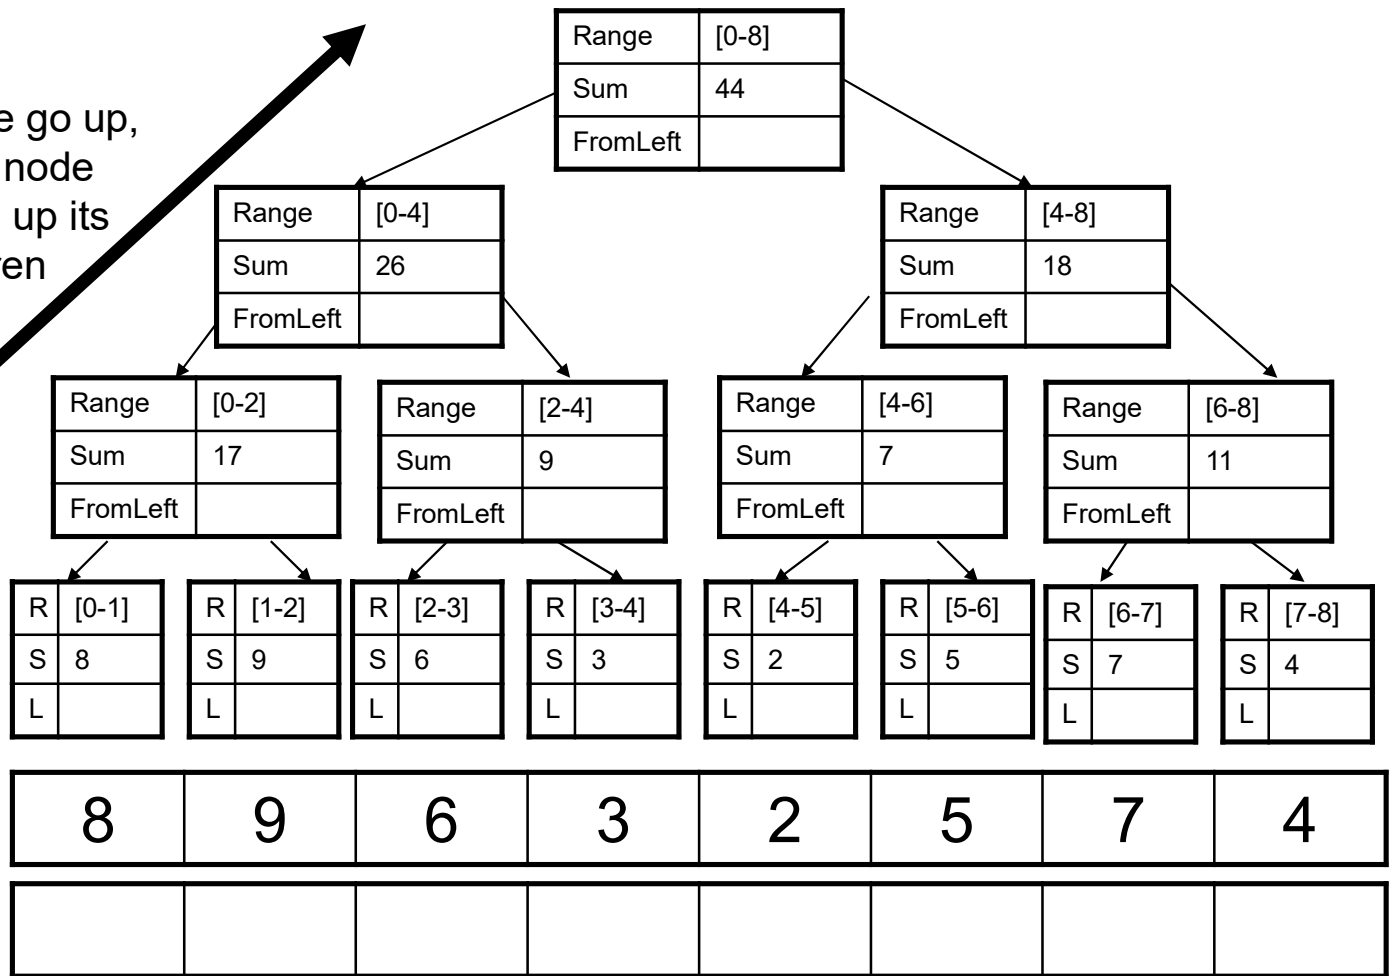 Range [0-8]
Sum 44
FromLeft
e go up,
node
up its
en
Range [0-4]
Sum 26
FromLeft
Range [4-8]
Sum 18
FromLeft
Range [0-2]
Sum 17
FromLeft
Range [2-4]
Sum 9
FromLeft
Range [4-6]
Sum 7
FromLeft
Range [6-8]
Sum 11
FromLeft
R [0-1]
S 8
L
R [1-2]
S 9
L
R [2-3]
S 6
L
R [3-4]
S 3
L
R [4-5]
S 2
L
R [5-6]
S 5
L
R [6-7]
S 7
L
R [7-8]
S 4
L
8 9 6 3 2 5 7 4